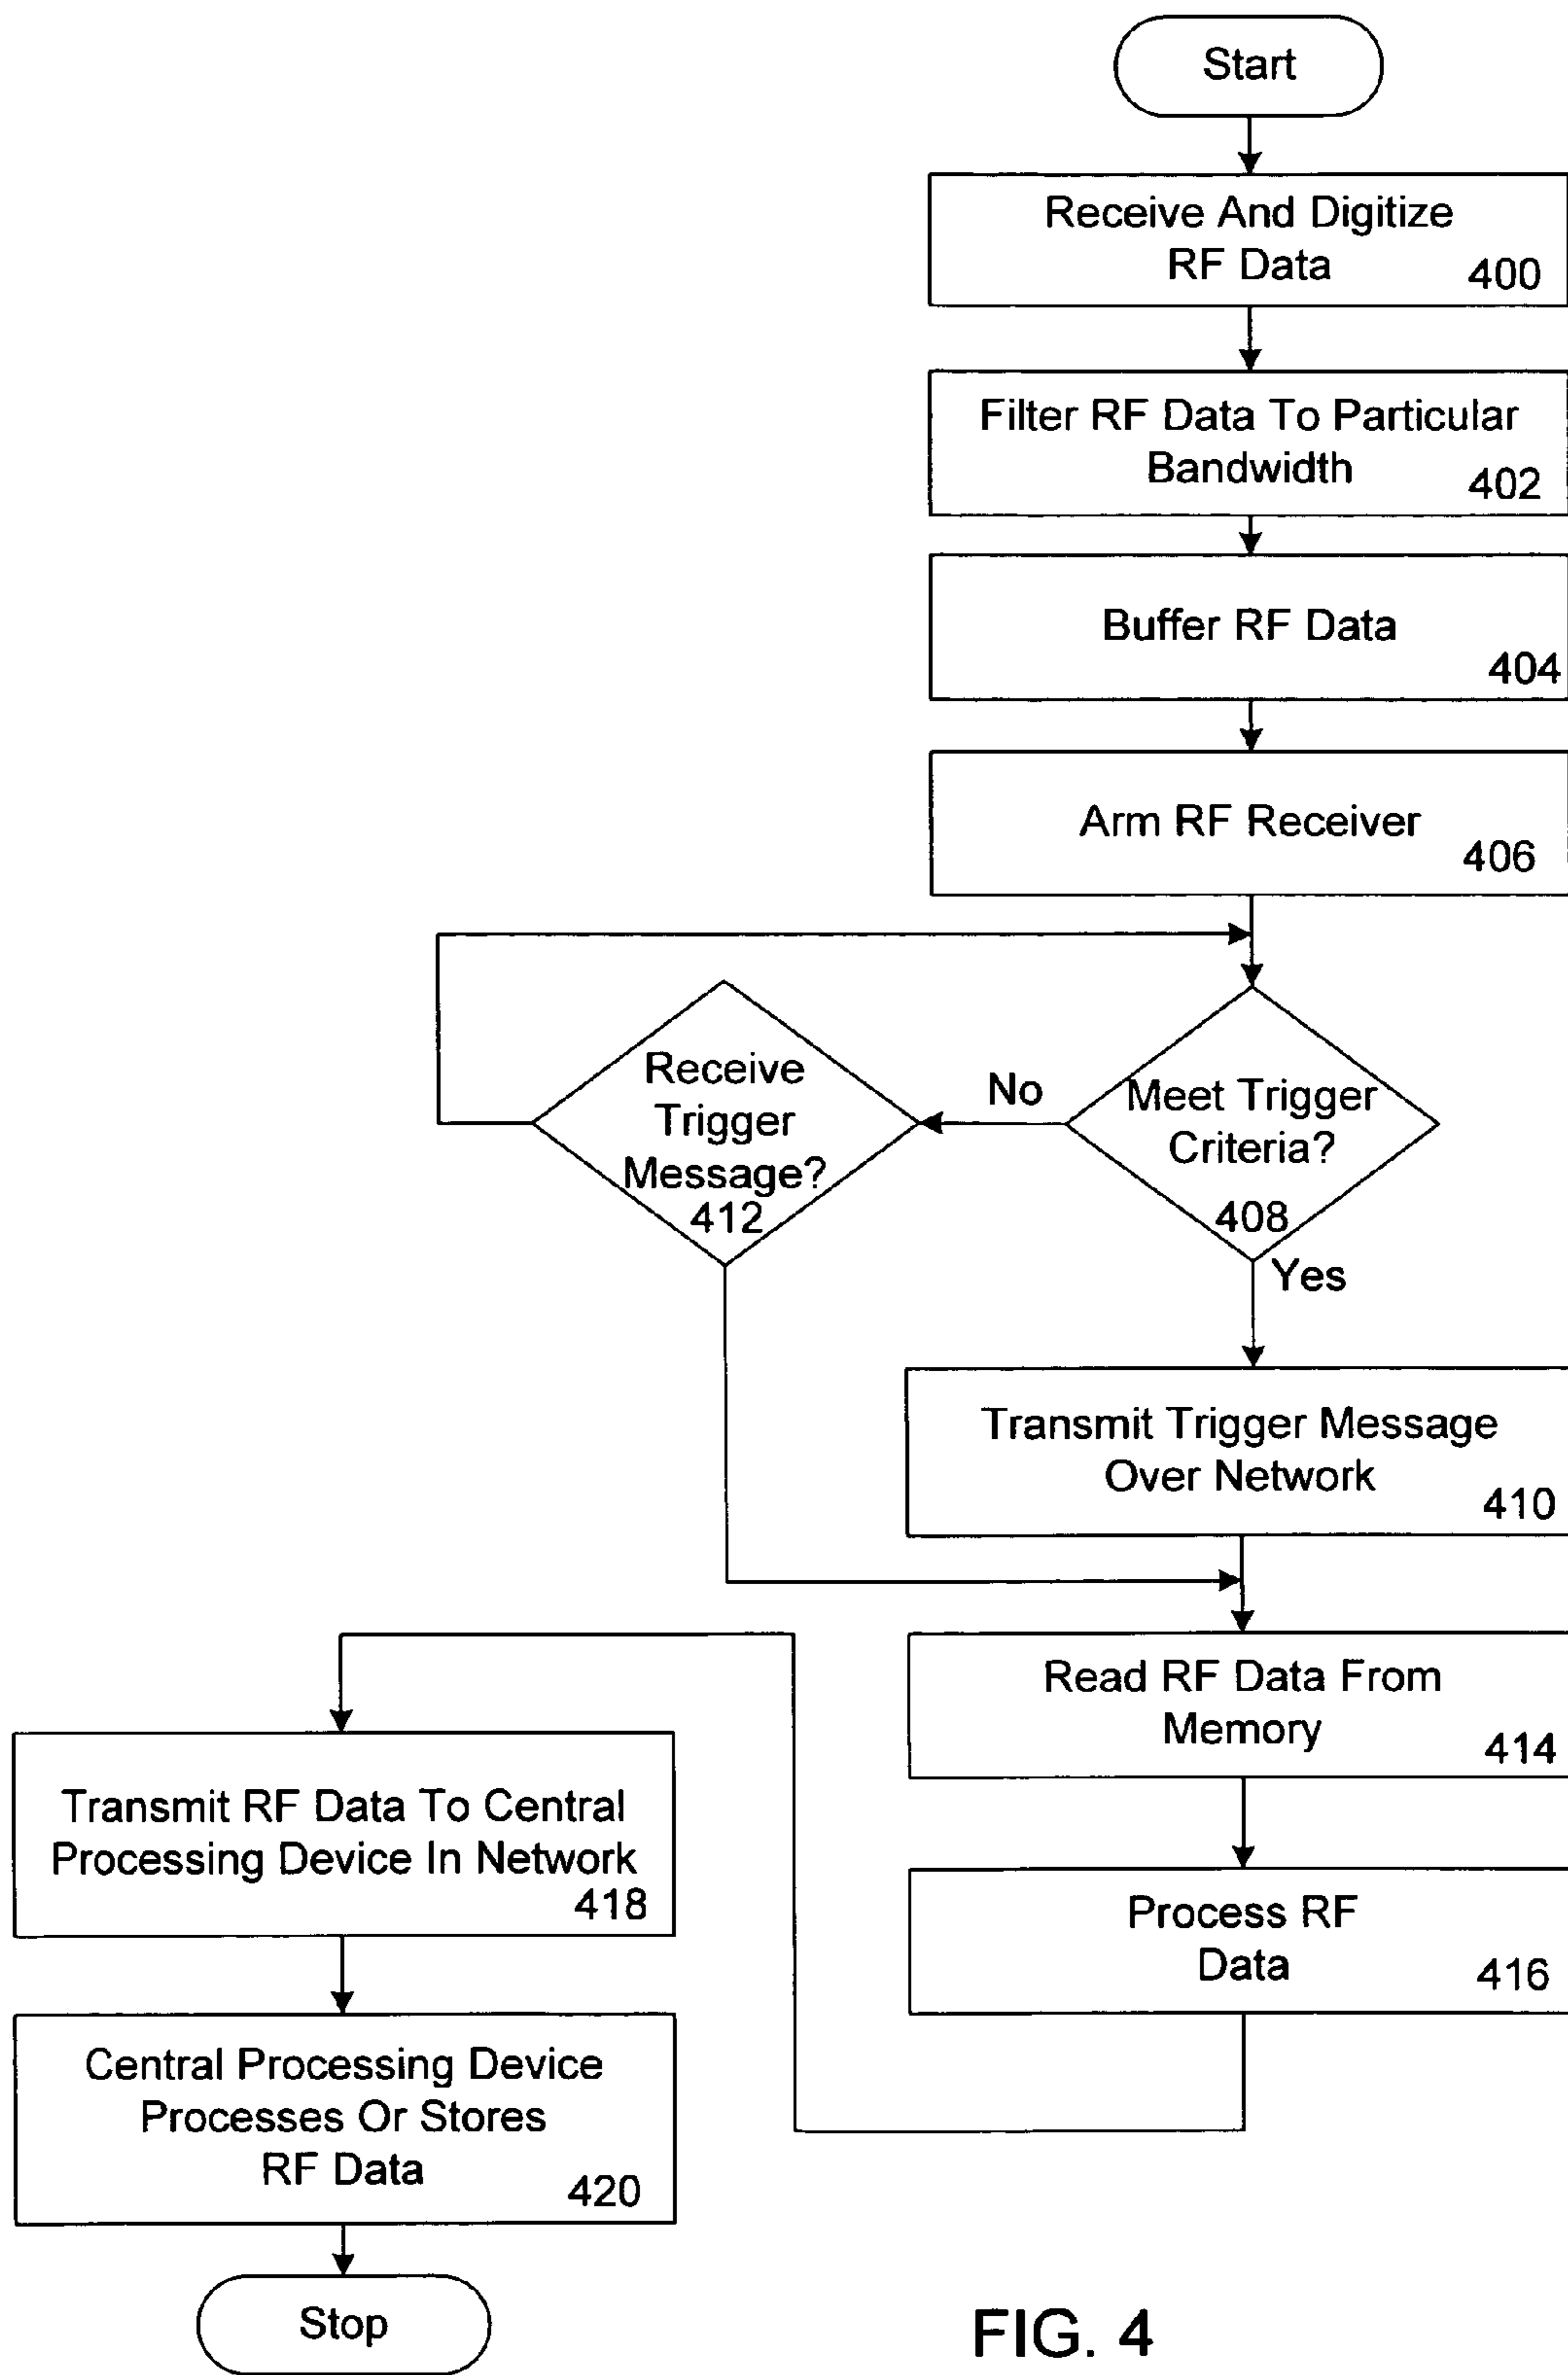 Start
Receive And Digitize
RF Data
400
Filter RF Data To Particular
Bandwidth
402
Buffer RF Data
404
Arm RF Receiver
406
Meet Trigger
Criteria?
408
No
Receive
Trigger
Message?
412
Yes
Transmit Trigger Message
Over Network
410
Read RF Data From
Memory
414
Process RF
Data
416
Transmit RF Data To Central
Processing Device In Network
418
Central Processing Device
Processes Or Stores
RF Data
420
Stop
FIG. 4